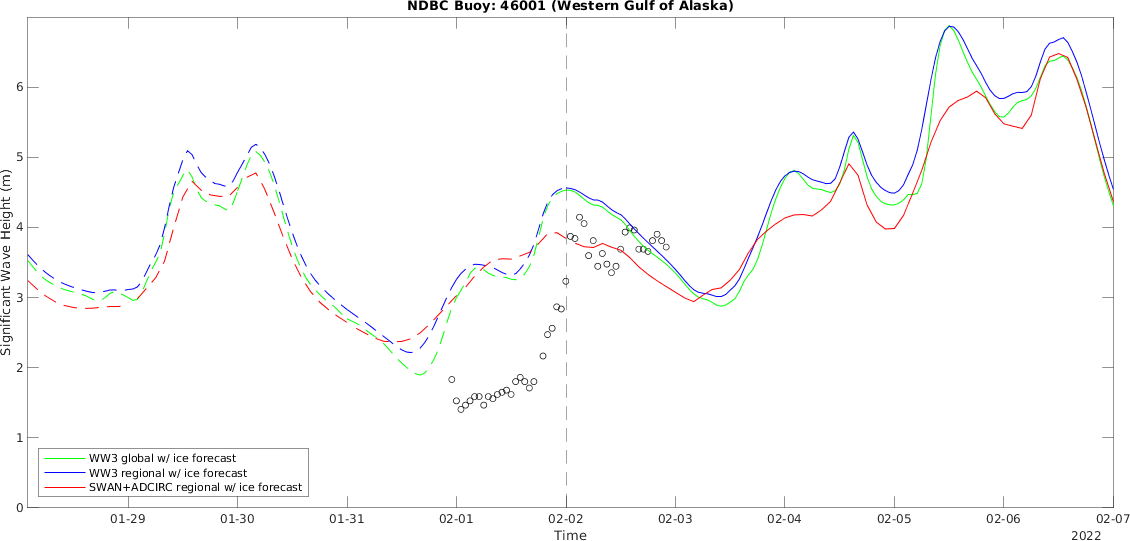 NDBC Buoy: 46001 (Western Gulf of Alaska)
Significant Wave Height (m)
6
5
4
3
2
1
0
WW3 global w/ ice forecast
WW3 regional w/ ice forecast
SWAN+ADCIRC regional w/ ice forecast
01-29 01-30 01-31 02-01 02-02 02-03 02-04 02-05 02-06 02-07
Time
2022